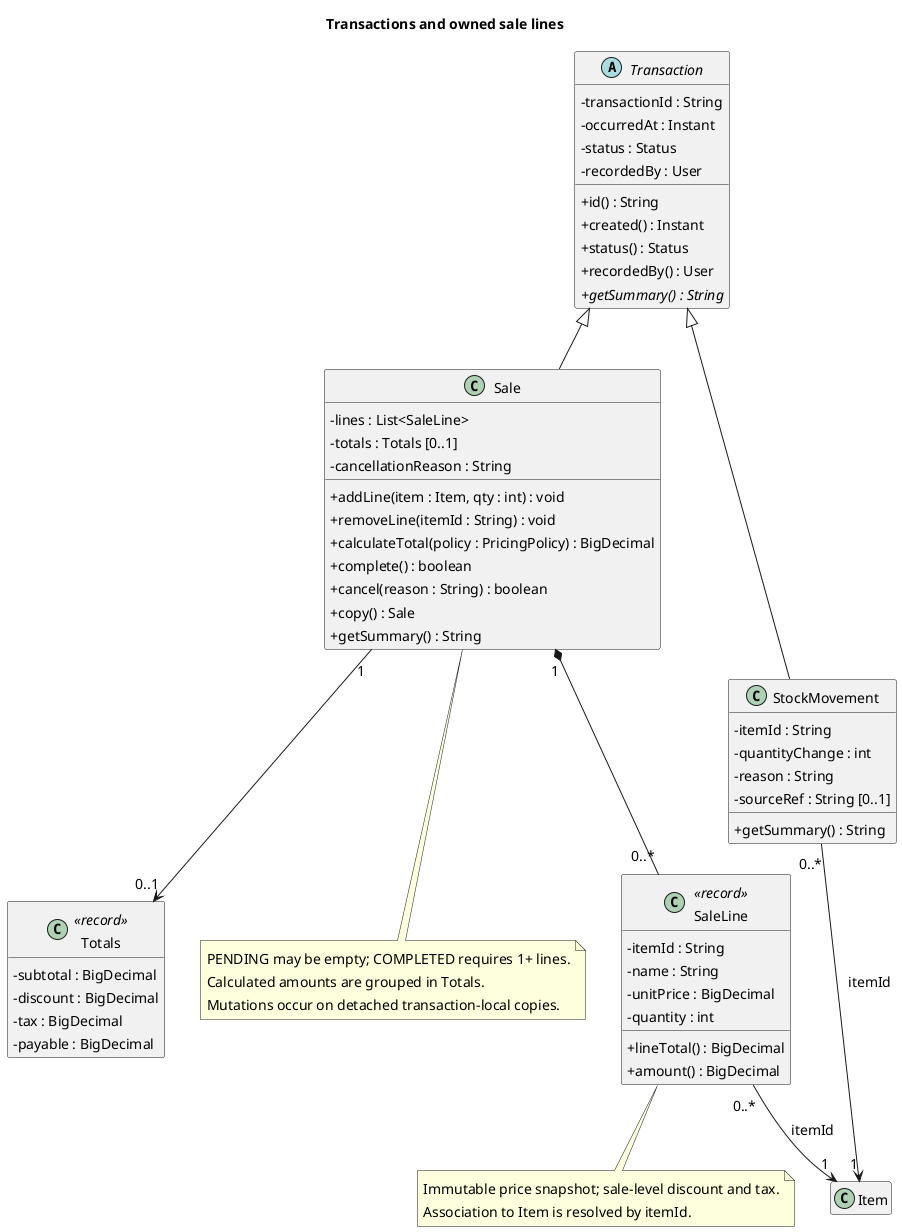 Transactions and owned sale lines
A
Transaction
-transactionId : String
-occurredAt : Instant
-status : Status
-recordedBy : User
+id() : String
+created() : Instant
+status() : Status
+recordedBy() : User
+getSummary() : String
C
Sale
-lines : List<SaleLine>
-totals : Totals [0..1]
-cancellationReason : String
+addLine(item : Item, qty : int) : void
+removeLine(itemId : String) : void
+calculateTotal(policy : PricingPolicy) : BigDecimal
+complete() : boolean
+cancel(reason : String) : boolean
+copy() : Sale
+getSummary() : String
1
1
C
StockMovement
-itemId : String
-quantityChange : int
-reason : String
-sourceRef : String [0..1]
+getSummary() : String
0..1
0..*
0..*
C
«record»
Totals
-subtotal : BigDecimal
-discount : BigDecimal
-tax : BigDecimal
-payable : BigDecimal
PENDING may be empty; COMPLETED requires 1+ lines.
Calculated amounts are grouped in Totals.
Mutations occur on detached transaction-local copies.
C
«record»
SaleLine
-itemId : String
-name : String
-unitPrice : BigDecimal
-quantity : int
+lineTotal() : BigDecimal
+amount() : BigDecimal
itemId
0..*
itemId
1
1
Immutable price snapshot; sale-level discount and tax.
Association to Item is resolved by itemId.
C
Item